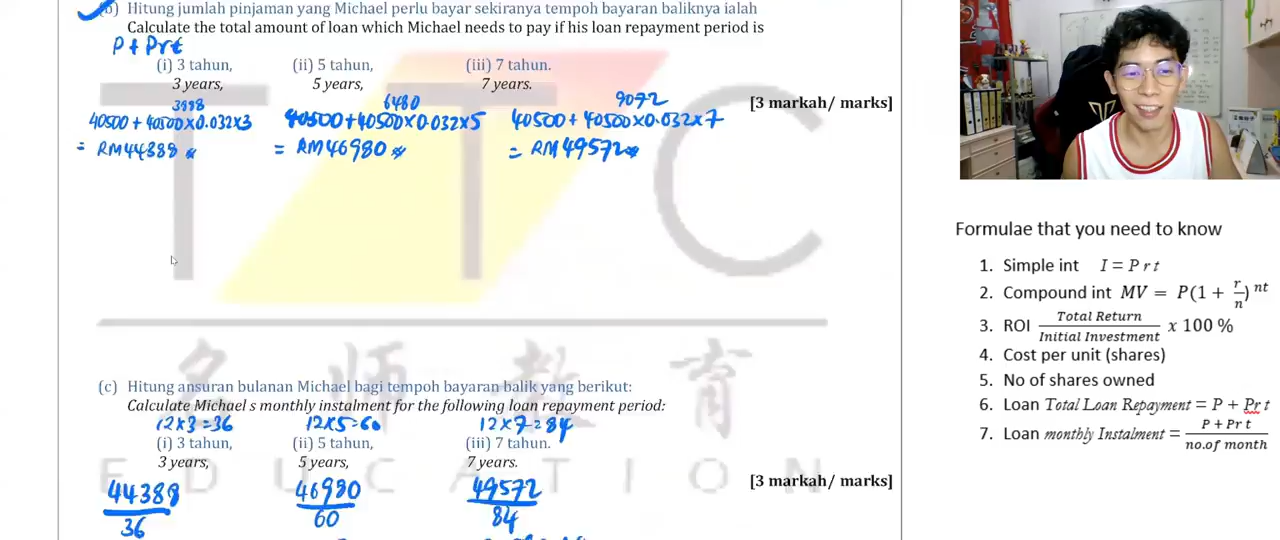 (b) Hitung jumlah pinjaman yang Michael perlu bayar sekiranya tempoh bayaran baliknya ialah
Calculate the total amount of loan which Michael needs to pay if his loan repayment period is
P + Prt
(i) 3 tahun, (ii) 5 tahun, (iii) 7 tahun.
3 years, 5 years, 7 years.
[3 markah/ marks]
3888 6480 9072
40500 + 40500 × 0.032 × 3 40500 + 40500 × 0.032 × 5 40500 + 40500 × 0.032 × 7
= RM44388 = RM46980 = RM49572
TTC
名師教育
EDUCATION
(c) Hitung ansuran bulanan Michael bagi tempoh bayaran balik yang berikut:
Calculate Michael s monthly instalment for the following loan repayment period:
12×3=36 12×5=60 12×7=84
(i) 3 tahun, (ii) 5 tahun, (iii) 7 tahun.
3 years, 5 years, 7 years.
[3 markah/ marks]
44388 46980 49572
36 60 84
Formulae that you need to know
1. Simple int I = P r t
2. Compound int MV = P(1 + r/n) nt
3. ROI Total Return / Initial Investment x 100 %
4. Cost per unit (shares)
5. No of shares owned
6. Loan Total Loan Repayment = P + Pr t
7. Loan monthly Instalment = P + Pr t / no.of month